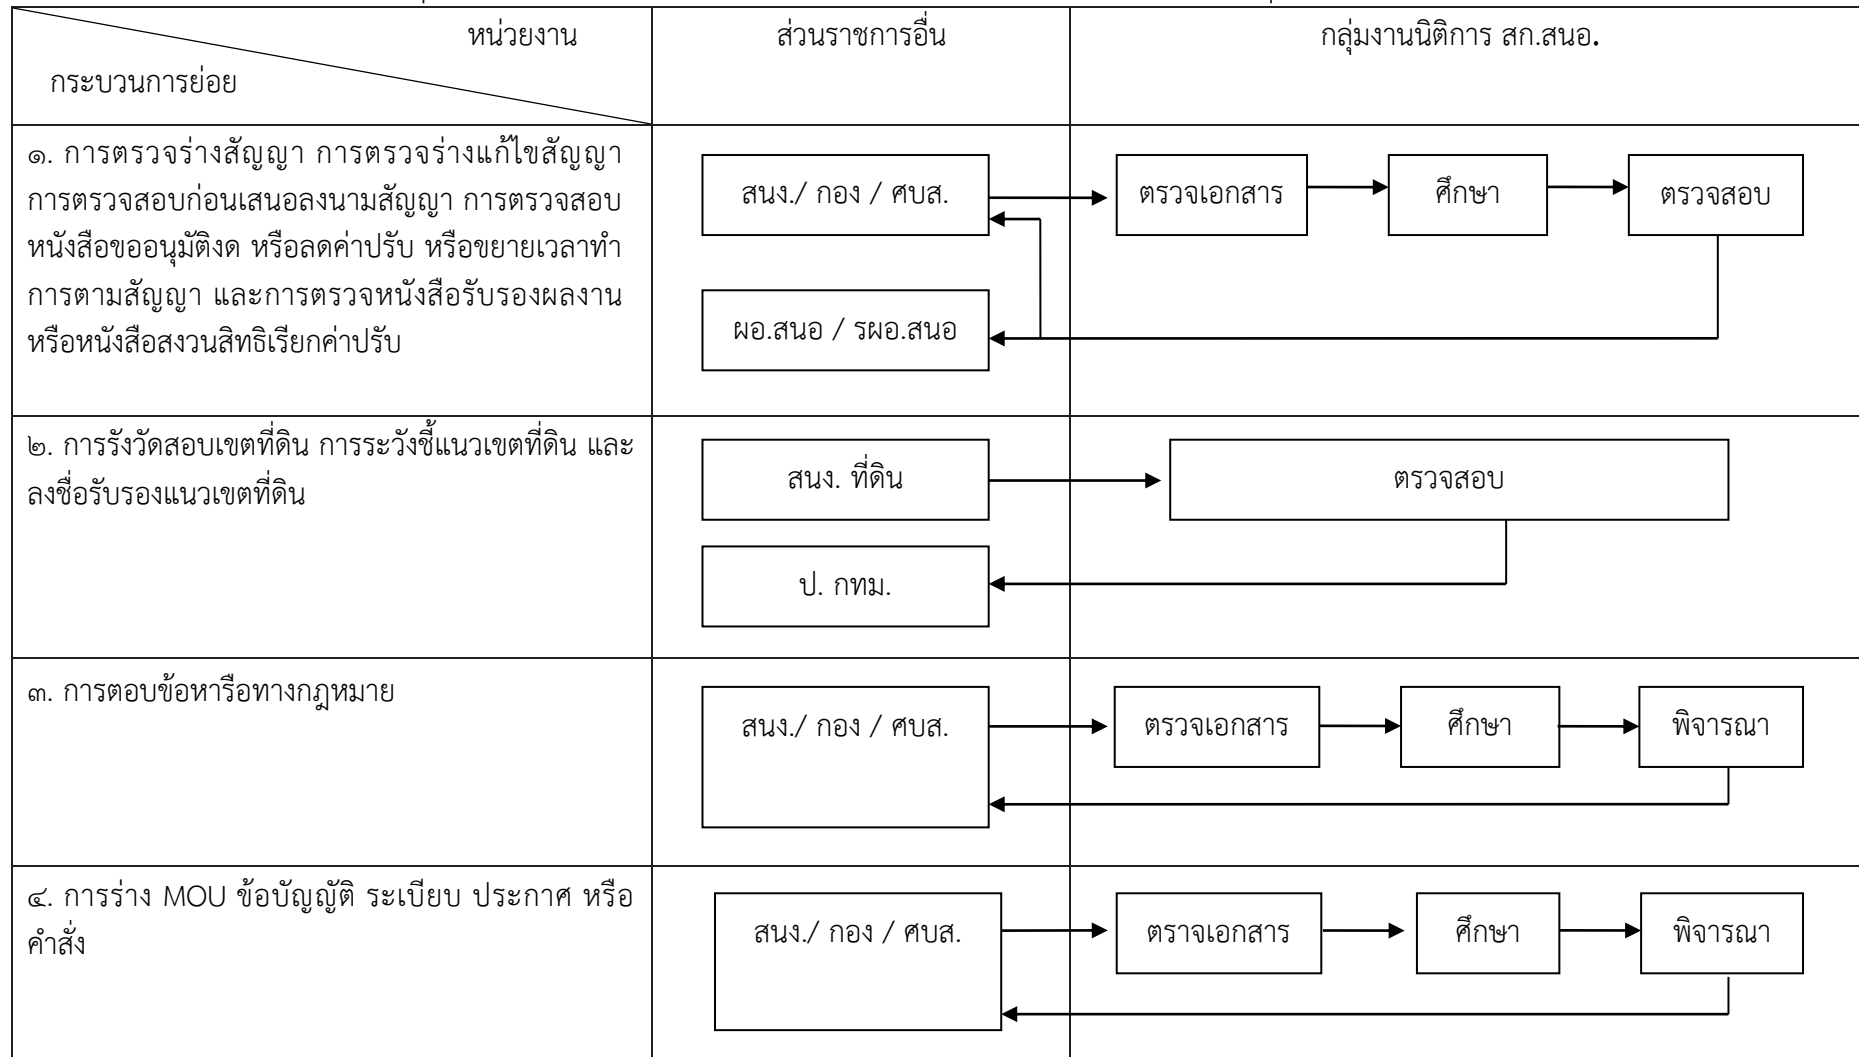 หน่วยงาน
กระบวนการย่อย
ส่วนราชการอื่น
กลุ่มงานนิติการ สก.สนอ.
๑. การตรวจร่างสัญญา การตรวจร่างแก้ไขสัญญา
การตรวจสอบก่อนเสนอลงนามสัญญา การตรวจสอบ
หนังสือขออนุมัติงด หรือลดค่าปรับ หรือขยายเวลาทำ
การตามสัญญา และการตรวจหนังสือรับรองผลงาน
หรือหนังสือสงวนสิทธิเรียกค่าปรับ
สนง./ กอง / ศบส.
ผอ.สนอ / รผอ.สนอ
ตรวจเอกสาร
ศึกษา
ตรวจสอบ
๒. การรังวัดสอบเขตที่ดิน การระวังชี้แนวเขตที่ดิน และ
ลงชื่อรับรองแนวเขตที่ดิน
สนง. ที่ดิน
ป. กทม.
ตรวจสอบ
๓. การตอบข้อหารือทางกฎหมาย
สนง./ กอง / ศบส.
ตรวจเอกสาร
ศึกษา
พิจารณา
๔. การร่าง MOU ข้อบัญญัติ ระเบียบ ประกาศ หรือ
คำสั่ง
สนง./ กอง / ศบส.
ตราจเอกสาร
ศึกษา
พิจารณา